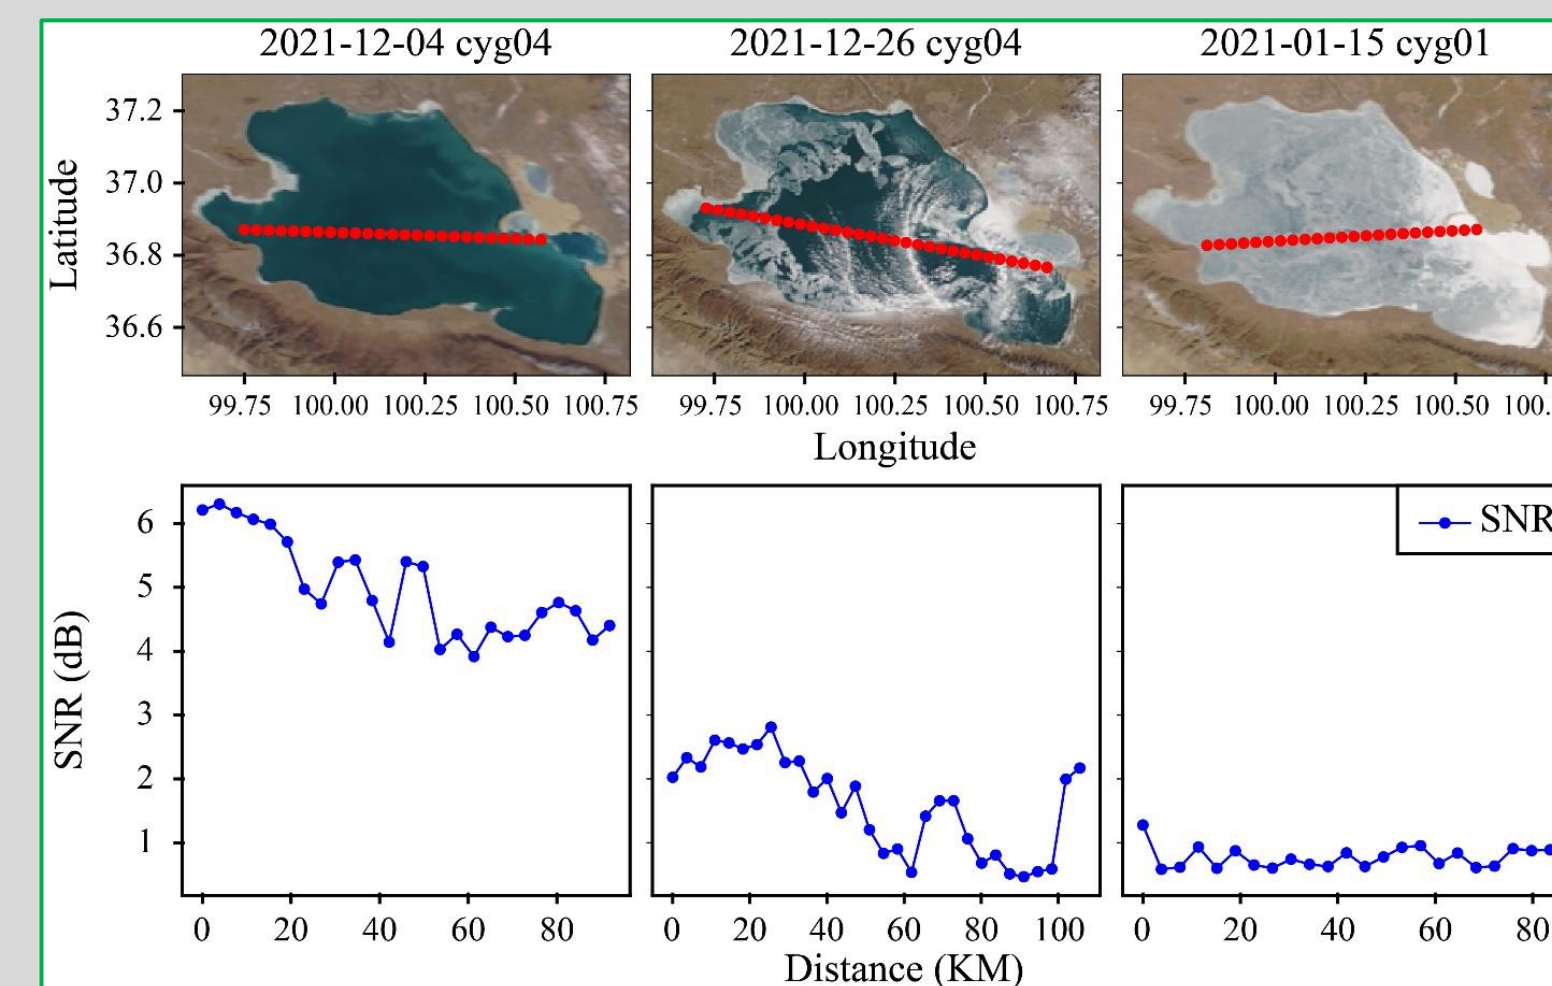 2021-12-04 cyg04 2021-12-26 cyg04 2021-01-15 cyg01
Latitude
37.2
37.0
36.8
36.6
99.75 100.00 100.25 100.50 100.75 99.75 100.00 100.25 100.50 100.75 99.75 100.00 100.25 100.50 100.
Longitude
SNR (dB)
6
5
4
3
2
1
SNR
0 20 40 60 80 0 20 40 60 80 100 0 20 40 60 80
Distance (KM)